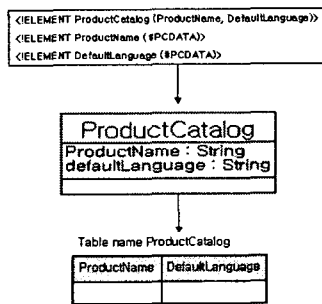 <!ELEMENT ProductCatalog (ProductName, DefaultLanguage)>
<!ELEMENT ProductName (#PCDATA)>
<!ELEMENT DefaultLanguage (#PCDATA)>
ProductCatalog
ProductName : String
defaultLanguage : String
Table name ProductCatalog
ProductName DefaultLanguage